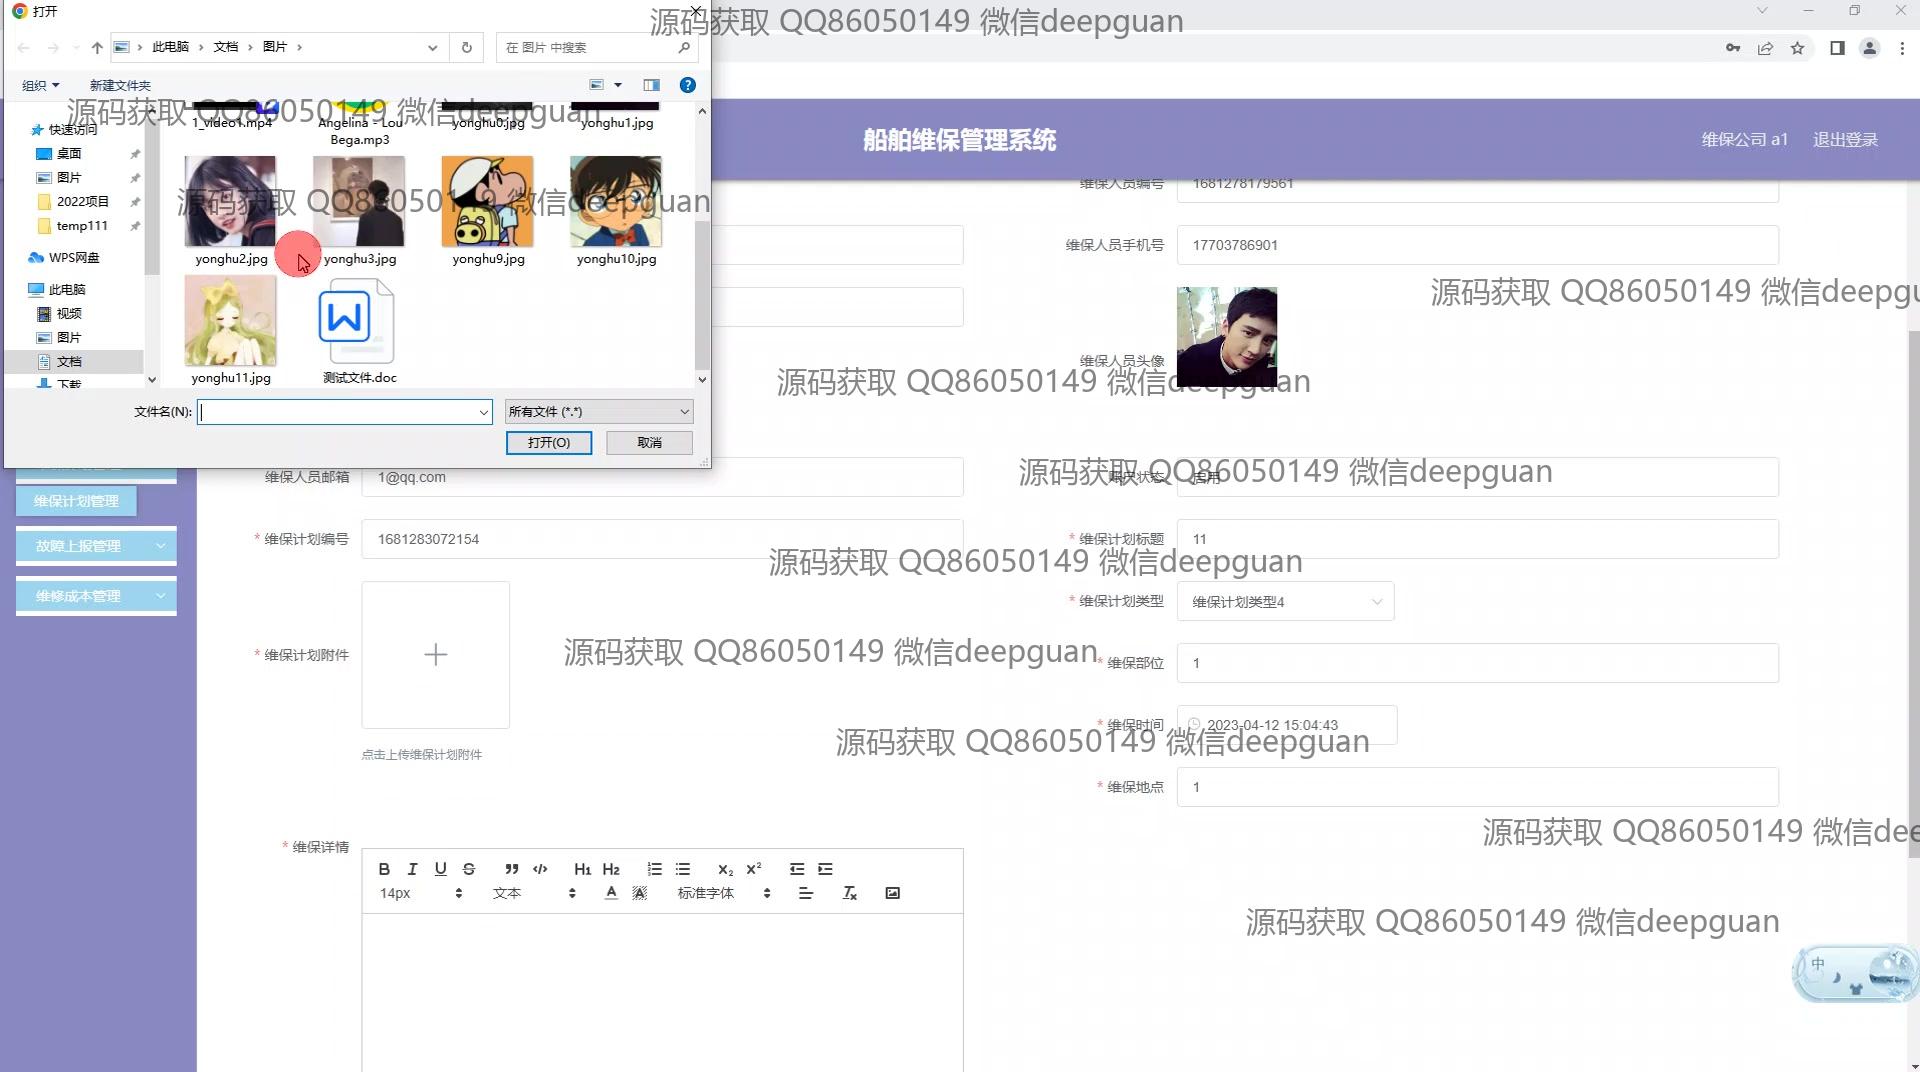 打开
源码获取 QQ86050149 微信deepguan
此电脑 › 文档 › 图片 ›
在 图片 中搜索
组织
新建文件夹
源码获取 QQ86050149 微信deepguan
快速访问
1_video1.mp4
Angelina - Lou Bega.mp3
yonghu0.jpg
yonghu1.jpg
船舶维保管理系统
维保公司 a1
退出登录
桌面
图片
2022项目
temp111
WPS网盘
此电脑
视频
图片
文档
下载
源码获取 QQ86050149 微信deepguan
yonghu2.jpg
yonghu3.jpg
yonghu9.jpg
yonghu10.jpg
yonghu11.jpg
测试文件.doc
文件名(N):
所有文件 (*.*)
打开(O)
取消
维保人员编号
1681278179561
维保人员手机号
17703786901
源码获取 QQ86050149 微信deepgu
维保人员头像
源码获取 QQ86050149 微信deepguan
维保人员邮箱
1@qq.com
账户状态
启用
源码获取 QQ86050149 微信deepguan
维保计划管理
故障上报管理
维修成本管理
* 维保计划编号
1681283072154
* 维保计划标题
11
源码获取 QQ86050149 微信deepguan
* 维保计划附件
点击上传维保计划附件
* 维保计划类型
维保计划类型4
源码获取 QQ86050149 微信deepguan
* 维保部位
1
* 维保时间
2023-04-12 15:04:43
源码获取 QQ86050149 微信deepguan
* 维保地点
1
源码获取 QQ86050149 微信dee
* 维保详情
B I U S H1 H2 x2 x2
14px
文本
A A
标准字体
源码获取 QQ86050149 微信deepguan
中